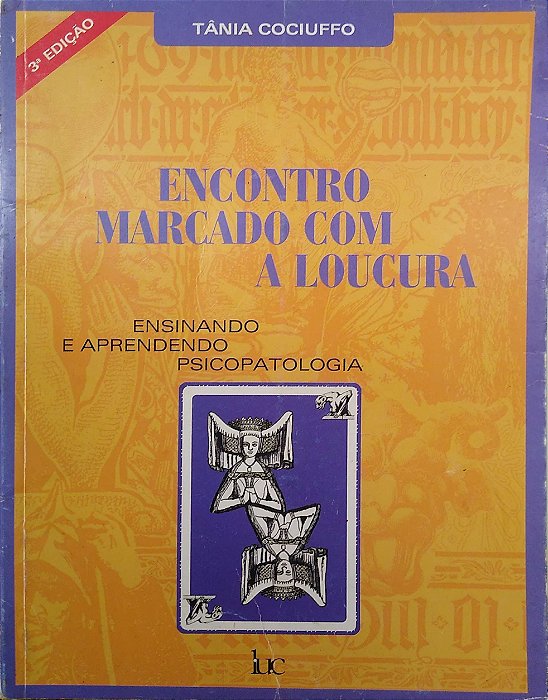 TÂNIA COCIUFFO
3ª EDIÇÃO
ENCONTRO
MARCADO COM
A LOUCURA
ENSINANDO
E APRENDENDO
PSICOPATOLOGIA
luc